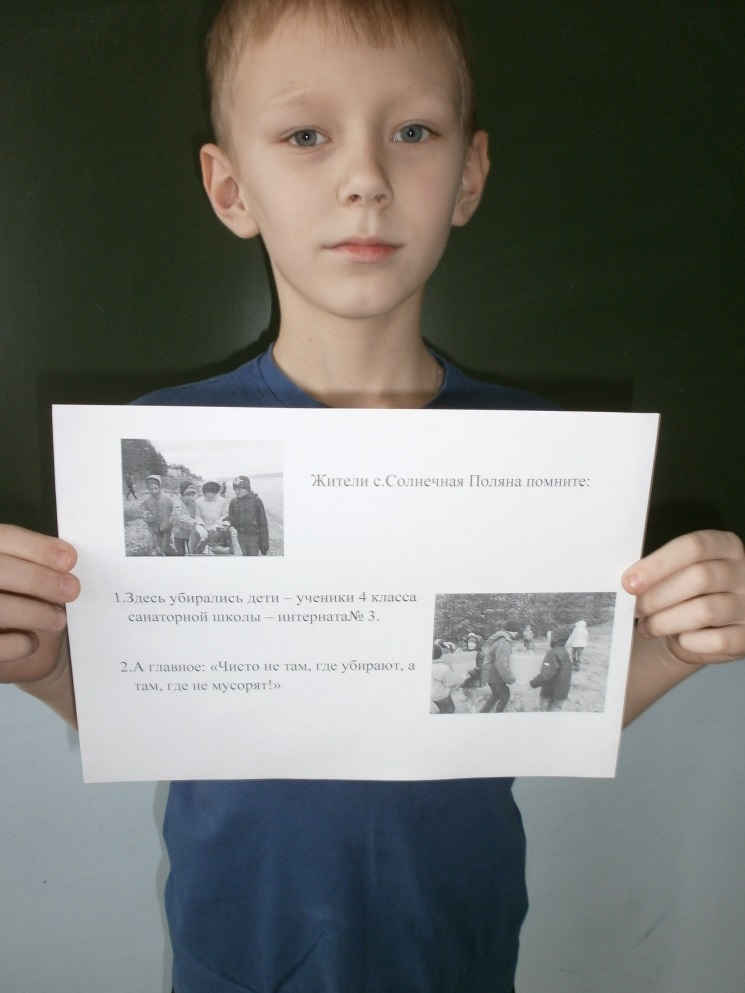 Жители с.Солнечная Поляна помните:
1.Здесь убирались дети – ученики 4 класса
санаторной школы – интерната№ 3.
2.А главное: «Чисто не там, где убирают, а
там, где не мусорят!»